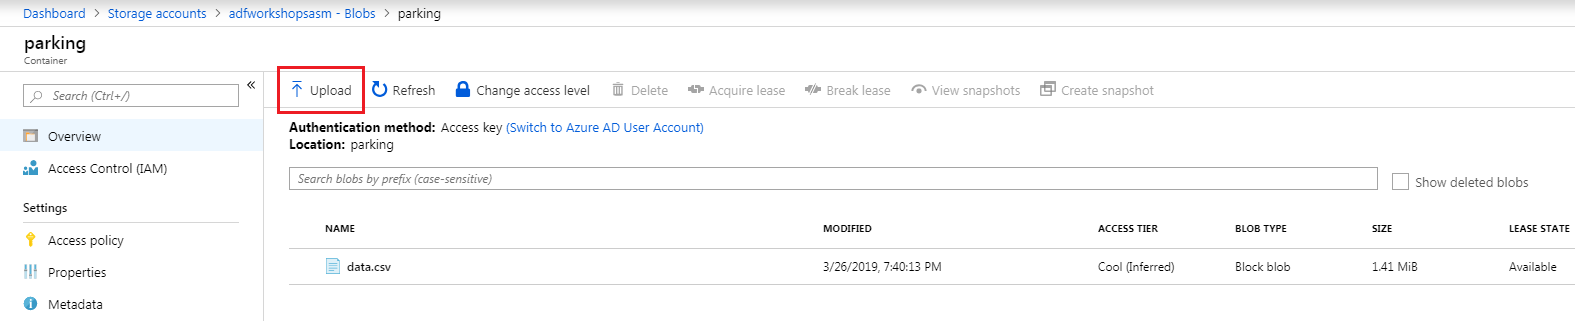 Dashboard > Storage accounts > adfworkshopsasm - Blobs > parking
parking
Container
Search (Ctrl+/)
«
Overview
Access Control (IAM)
Settings
Access policy
Properties
Metadata
Upload Refresh Change access level Delete Acquire lease Break lease View snapshots Create snapshot
Authentication method: Access key (Switch to Azure AD User Account)
Location: parking
Search blobs by prefix (case-sensitive)
Show deleted blobs
NAME MODIFIED ACCESS TIER BLOB TYPE SIZE LEASE STATE
data.csv 3/26/2019, 7:40:13 PM Cool (Inferred) Block blob 1.41 MiB Available